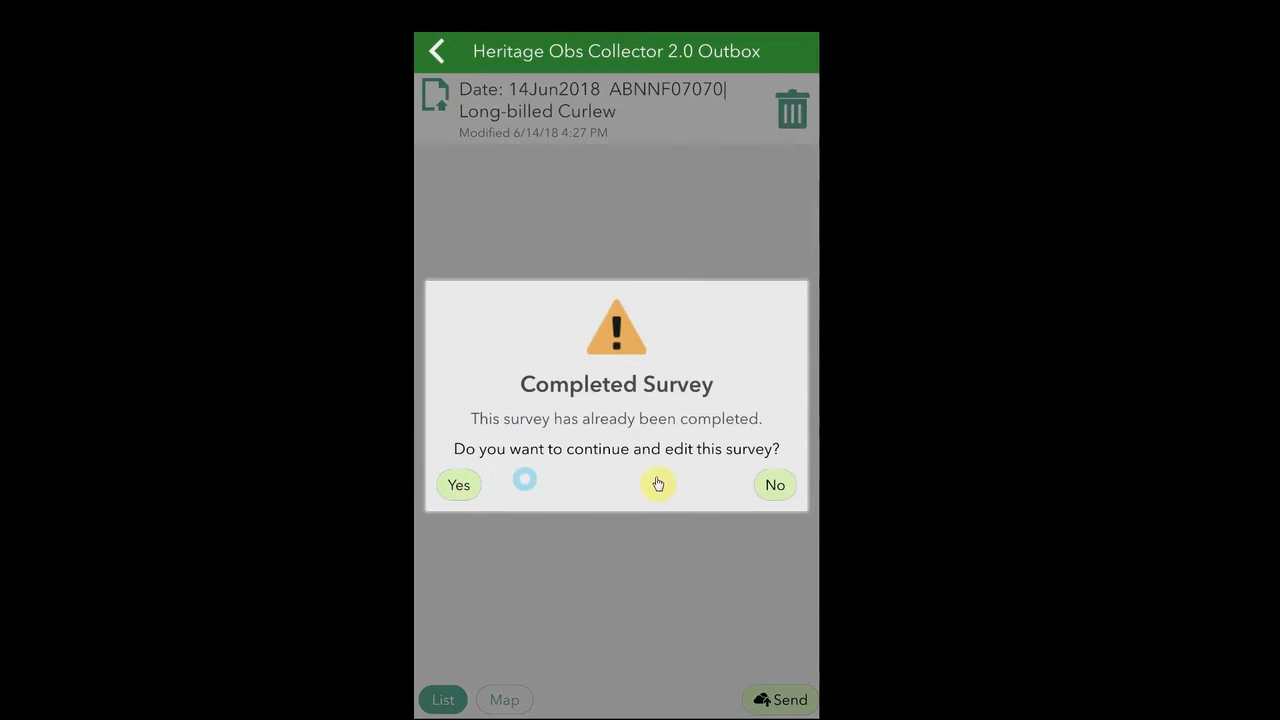 Heritage Obs Collector 2.0 Outbox
Date: 14Jun2018 ABNNF07070|
Long-billed Curlew
Modified 6/14/18 4:27 PM
Completed Survey
This survey has already been completed.
Do you want to continue and edit this survey?
Yes
No
List
Map
Send